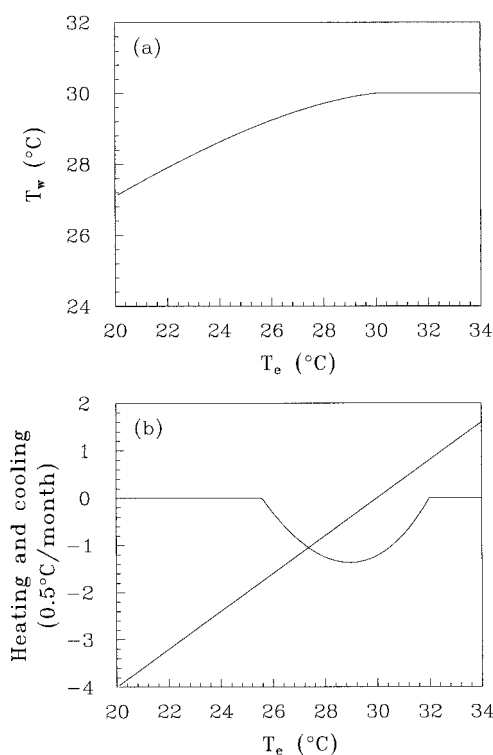 (a)
32
30
28
26
24
T_w (°C)
20 22 24 26 28 30 32 34
T_e (°C)
(b)
2
1
0
−1
−2
−3
−4
Heating and cooling
(0.5°C/month)
20 22 24 26 28 30 32 34
T_e (°C)